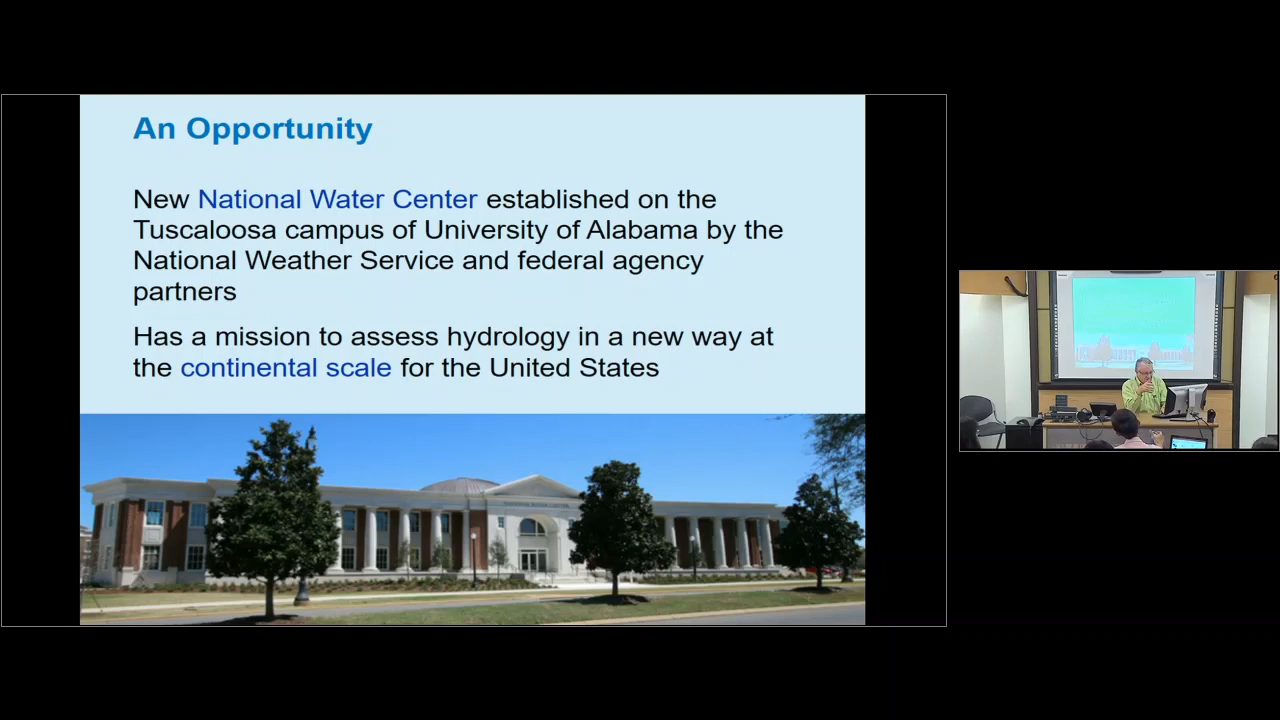 An Opportunity
New National Water Center established on the
Tuscaloosa campus of University of Alabama by the
National Weather Service and federal agency
partners
Has a mission to assess hydrology in a new way at
the continental scale for the United States